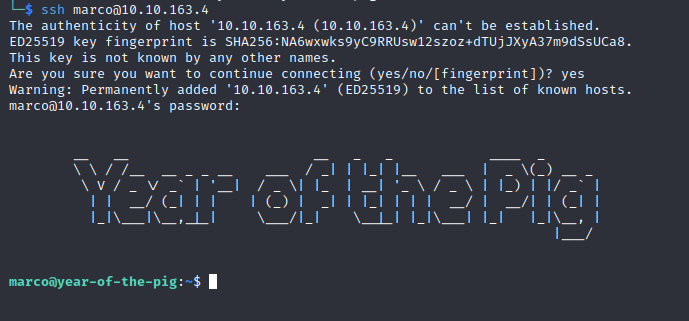 └─$ ssh marco@10.10.163.4
The authenticity of host '10.10.163.4 (10.10.163.4)' can't be established.
ED25519 key fingerprint is SHA256:NA6wxwks9yC9RRUsw12szoz+dTUjJXyA37m9dSsUCa8.
This key is not known by any other names.
Are you sure you want to continue connecting (yes/no/[fingerprint])? yes
Warning: Permanently added '10.10.163.4' (ED25519) to the list of known hosts.
marco@10.10.163.4's password:
Year of the Pig
marco@year-of-the-pig:~$